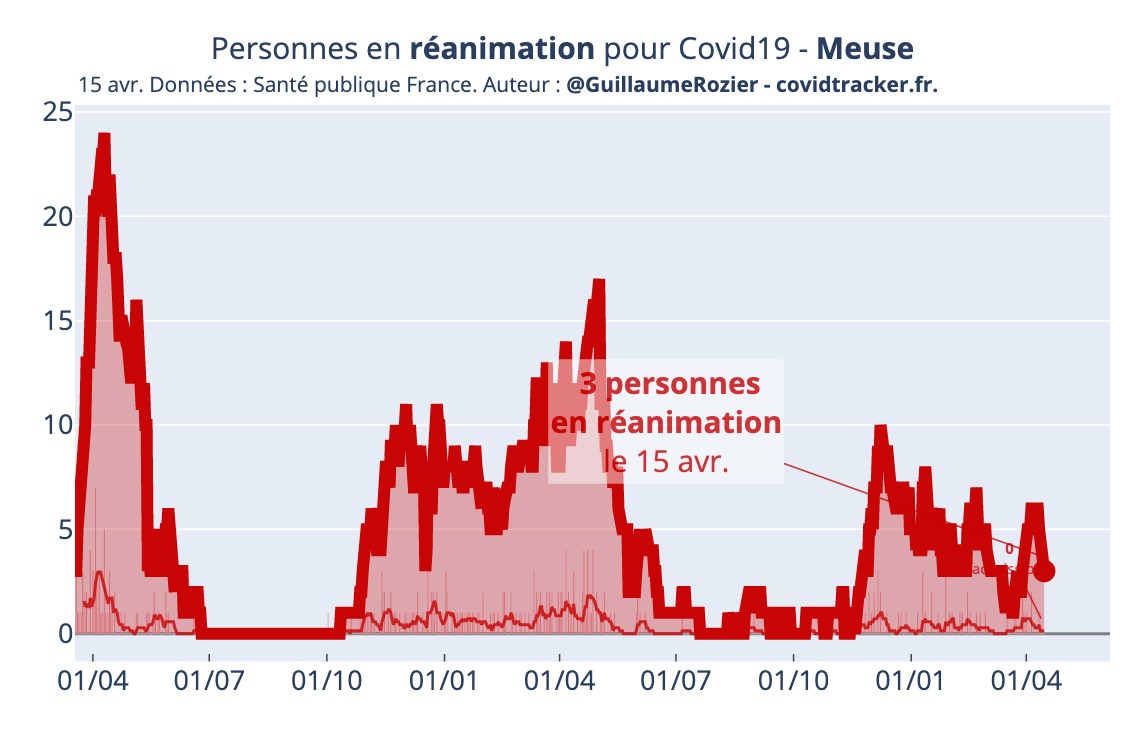 Personnes en réanimation pour Covid19 - Meuse
15 avr. Données : Santé publique France. Auteur : @GuillaumeRozier - covidtracker.fr.
25
20
15
10
5
0
3 personnes
en réanimation
le 15 avr.
0
01/04 01/07 01/10 01/01 01/04 01/07 01/10 01/01 01/04